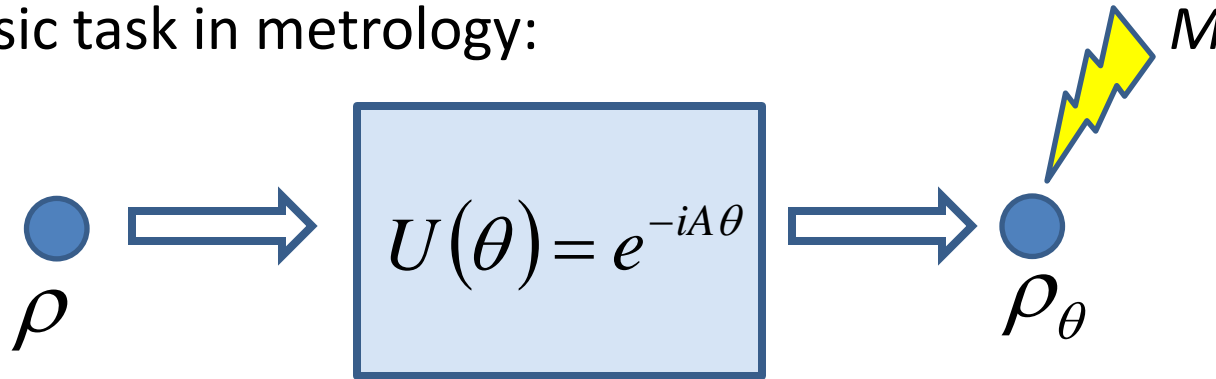 sic task in metrology:
M
U(θ) = e^{-iAθ}
ρ
ρ_θ